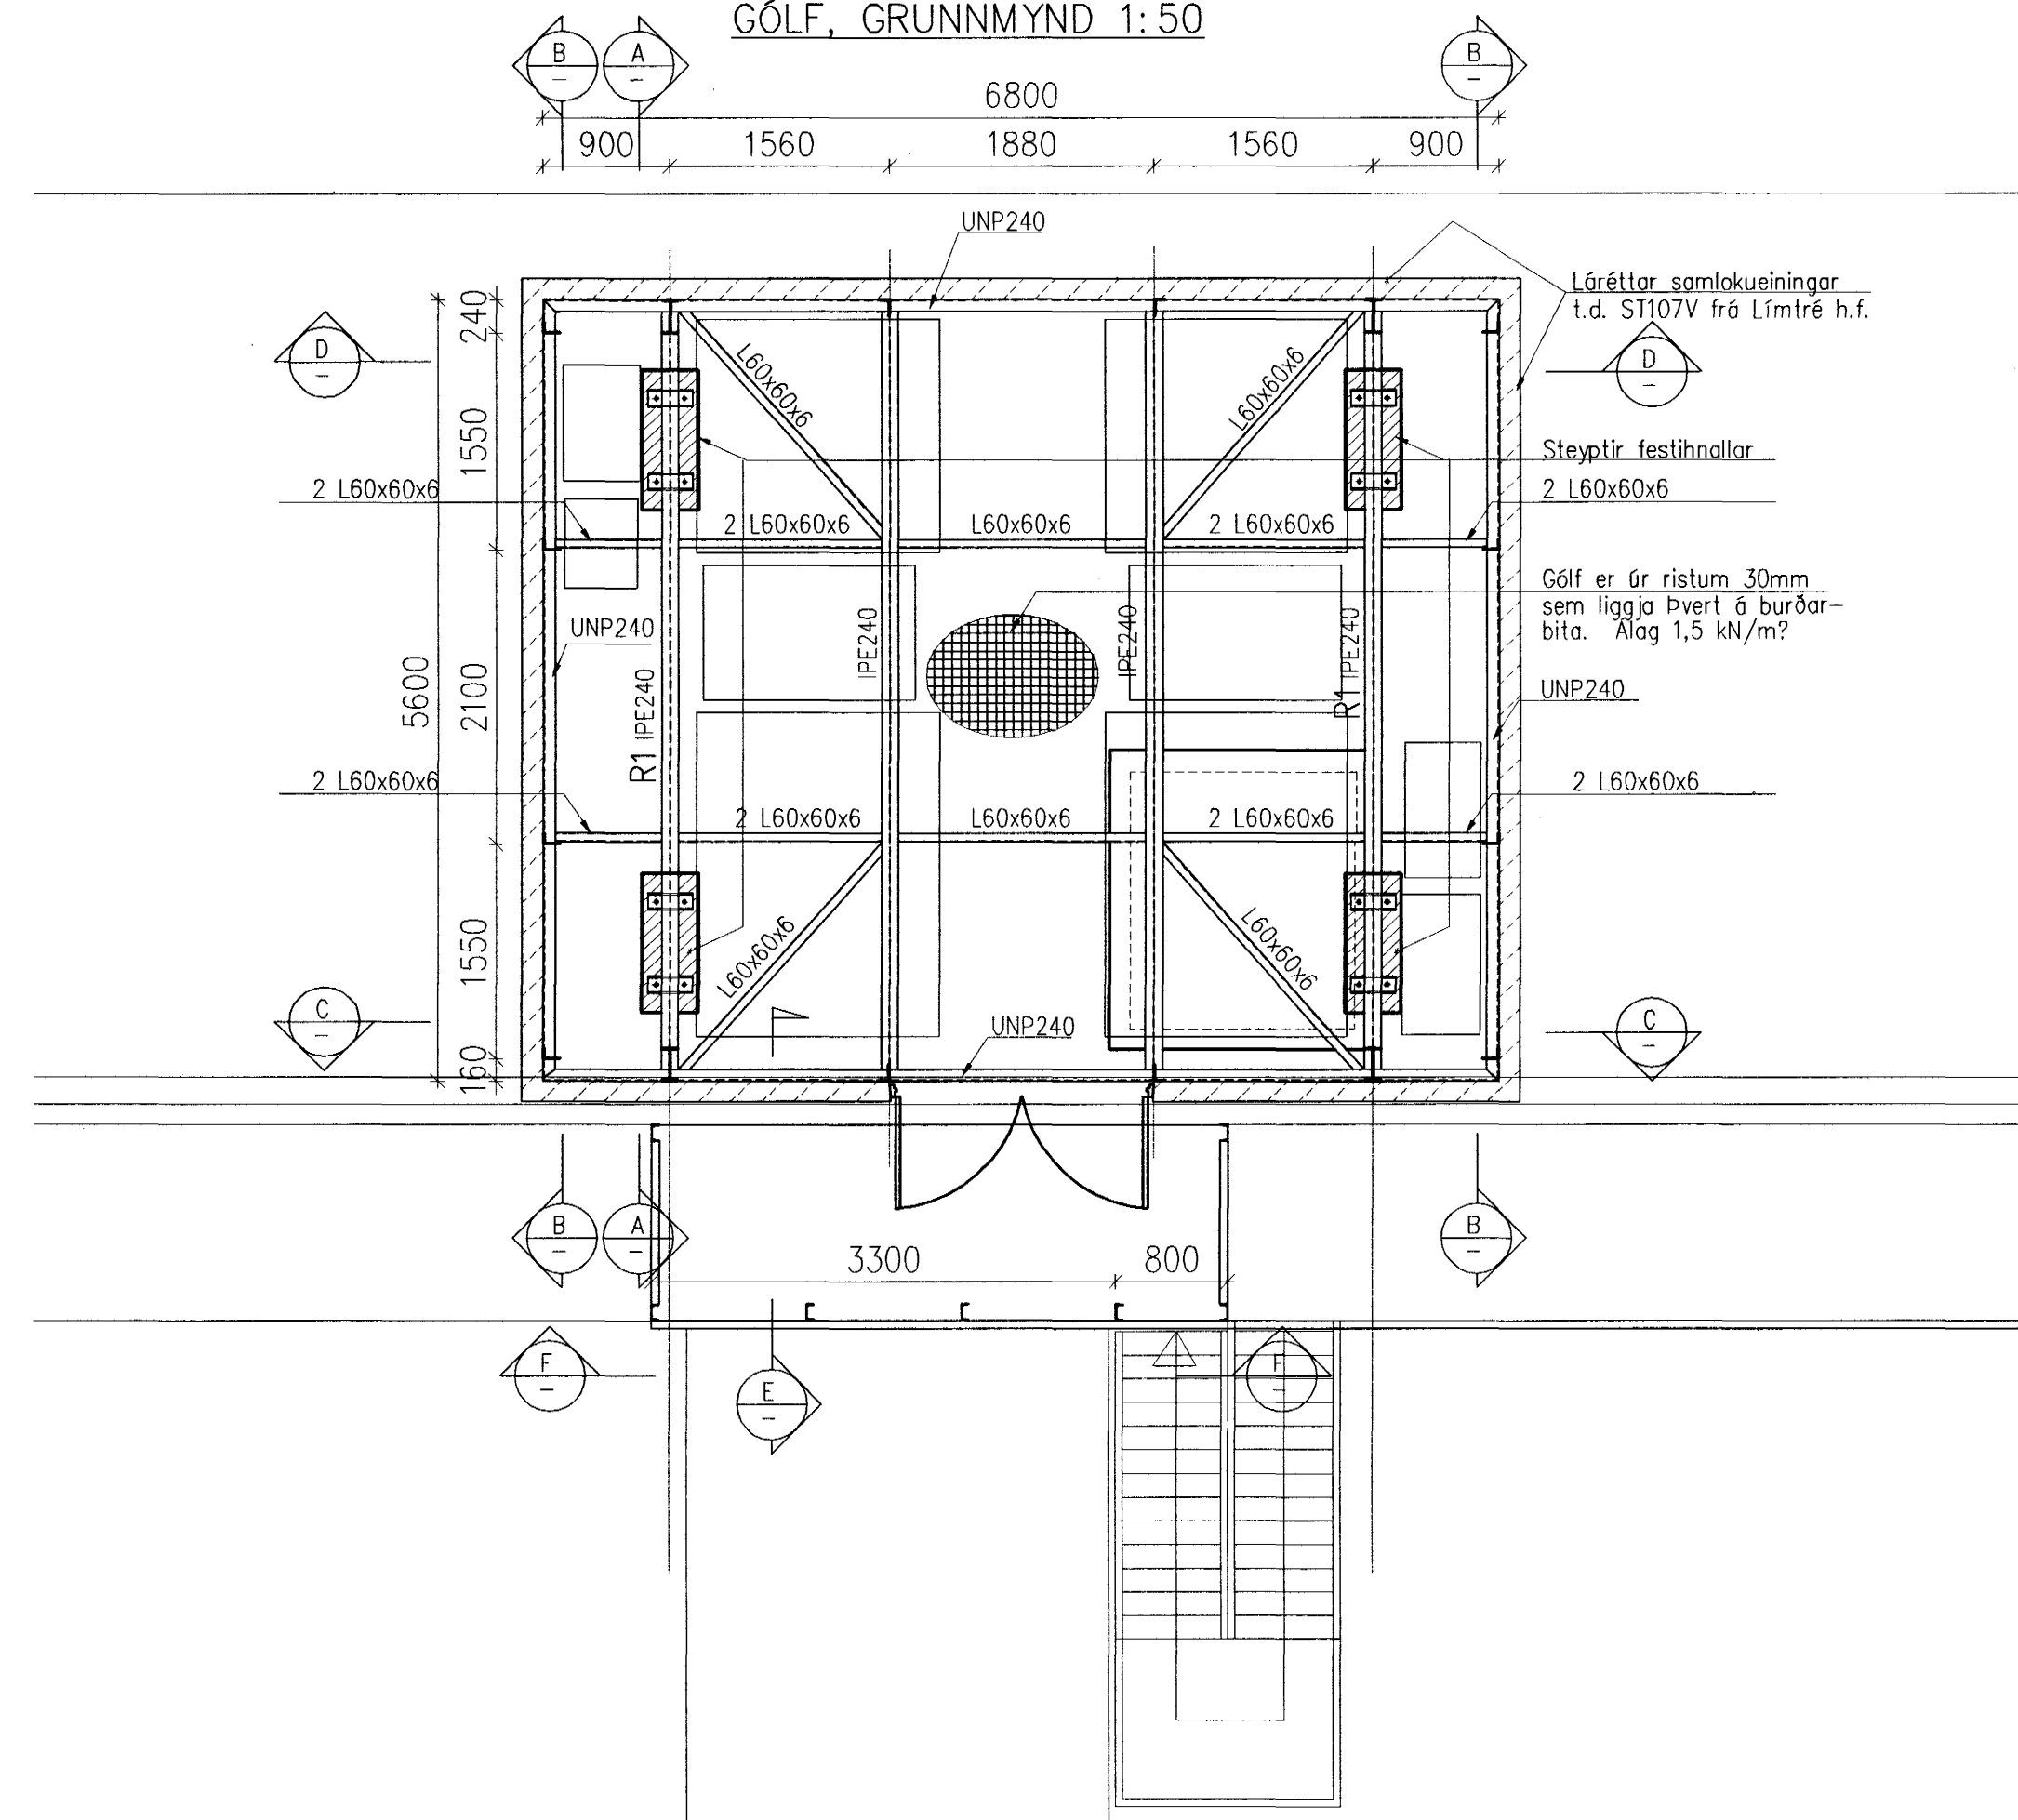 GÓLF, GRUNNMYND 1:50
B
A
B
–
–
–
6800
900
1560
1880
1560
900
UNP240
Láréttar samlokueiningar
t.d. ST107V frá Límtré h.f.
240
D
–
D
–
L60x60x6
L60x60x6
1550
Steyptir festihnallar
2 L60x60x6
2 L60x60x6
2 L60x60x6
L60x60x6
2 L60x60x6
Gólf er úr ristum 30mm
sem liggja Þvert á burðar–
bita. Álag 1,5 kN/m?
UNP240
IPE240
IPE240
R1 IPE240
R1 IPE240
5600
2100
UNP240
2 L60x60x6
2 L60x60x6
2 L60x60x6
L60x60x6
2 L60x60x6
1550
L60x60x6
L60x60x6
C
–
C
–
UNP240
160
B
–
A
–
B
–
3300
800
F
–
F
–
E
–